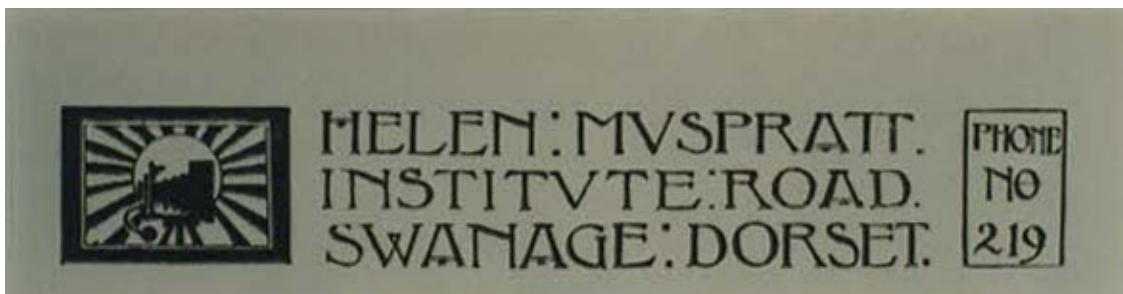 HELEN: MVSPRATT.
INSTITVTE: ROAD.
SWANAGE: DORSET.
PHONE
NO
219